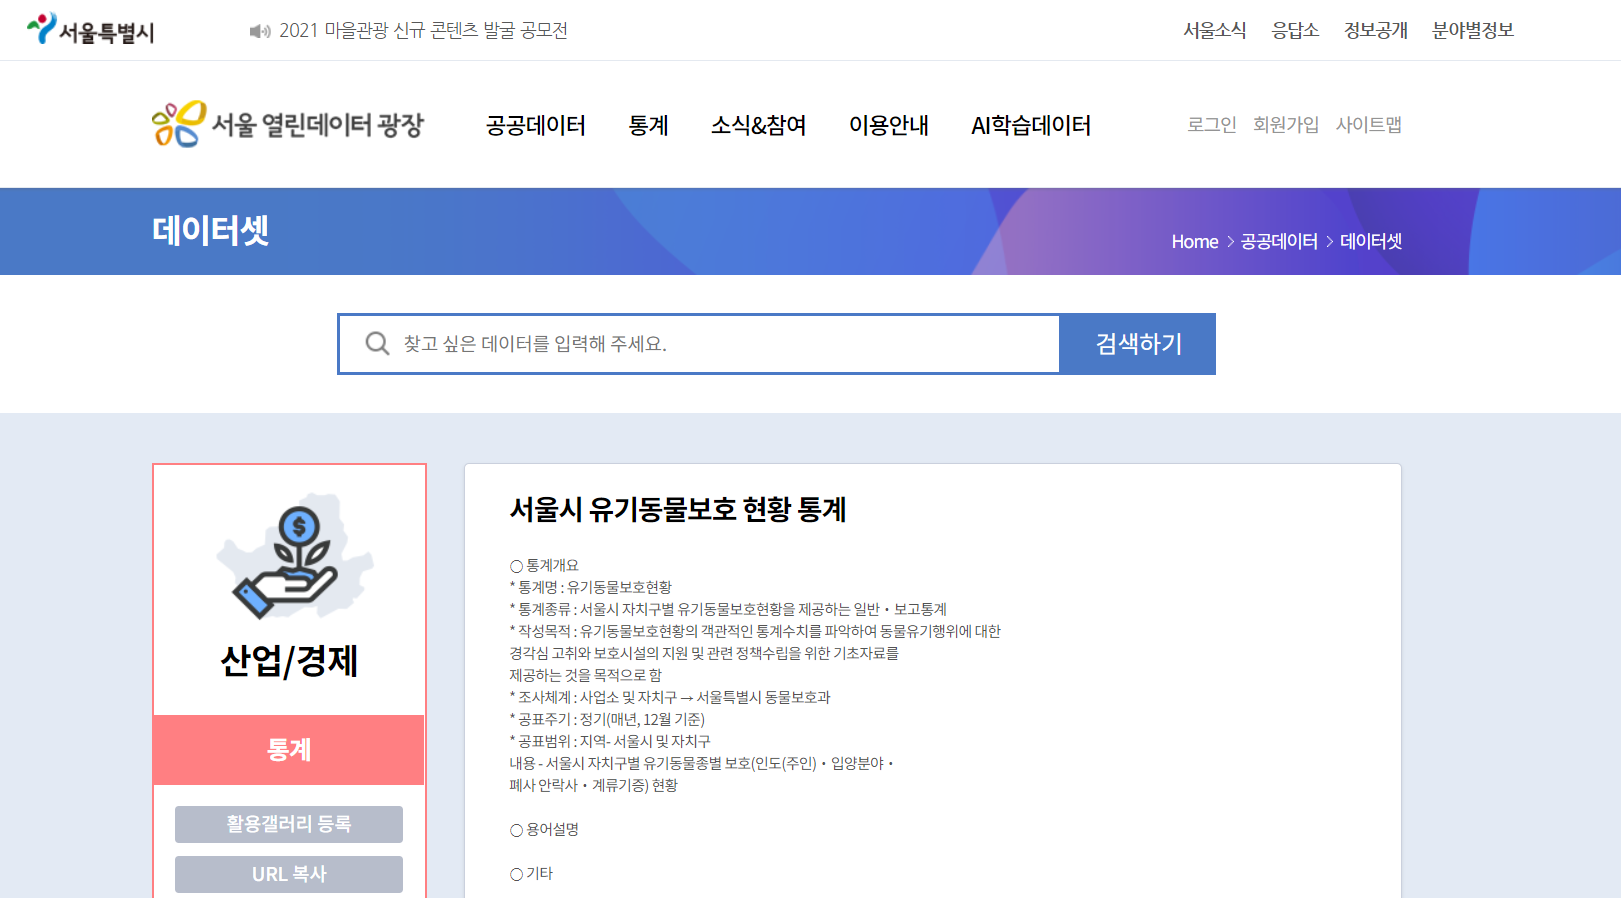 서울특별시
2021 마을관광 신규 콘텐츠 발굴 공모전
서울소식 응답소 정보공개 분야별정보
서울 열린데이터 광장
공공데이터 통계 소식&참여 이용안내 AI학습데이터
로그인 회원가입 사이트맵
데이터셋
Home > 공공데이터 > 데이터셋
찾고 싶은 데이터를 입력해 주세요.
검색하기
산업/경제
통계
활용갤러리 등록
URL 복사
서울시 유기동물보호 현황 통계
○ 통계개요
* 통계명 : 유기동물보호현황
* 통계종류 : 서울시 자치구별 유기동물보호현황을 제공하는 일반・보고통계
* 작성목적 : 유기동물보호현황의 객관적인 통계수치를 파악하여 동물유기행위에 대한
경각심 고취와 보호시설의 지원 및 관련 정책수립을 위한 기초자료를
제공하는 것을 목적으로 함
* 조사체계 : 사업소 및 자치구 → 서울특별시 동물보호과
* 공표주기 : 정기(매년, 12월 기준)
* 공표범위 : 지역- 서울시 및 자치구
내용 - 서울시 자치구별 유기동물종별 보호(인도(주인)・입양분야・
폐사 안락사・계류기증) 현황
○ 용어설명
○ 기타